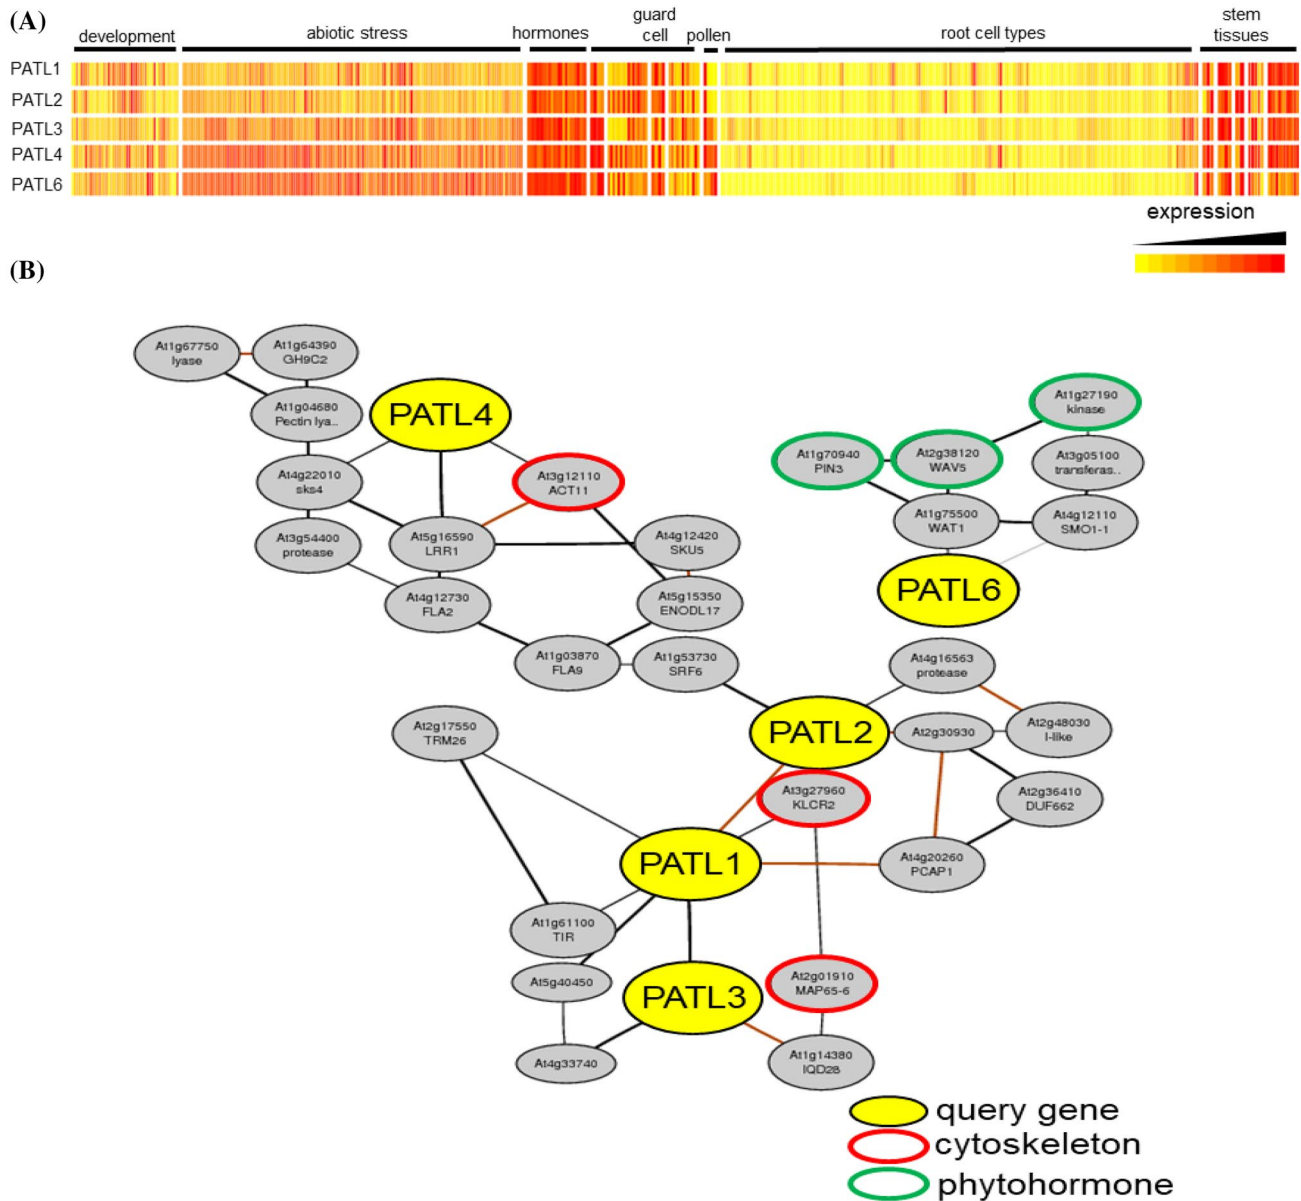 (A)
development
abiotic stress
hormones
guard
cell
pollen
root cell types
stem
tissues
PATL1
PATL2
PATL3
PATL4
PATL6
expression
(B)
At1g67750
lyase
At1g64390
GH9C2
At1g04680
Pectin lya..
PATL4
At4g22010
sks4
At3g12110
ACT11
At3g54400
protease
At5g16590
LRR1
At4g12420
SKU5
At4g12730
FLA2
At5g15350
ENODL17
At1g03870
FLA9
At1g53730
SRF6
At1g27190
kinase
At1g70940
PIN3
At2g38120
WAV5
At3g05100
transferas..
At1g75500
WAT1
At4g12110
SMO1-1
PATL6
At4g16563
protease
PATL2
At2g30930
At2g48030
I-like
At2g17550
TRM26
At3g27960
KLCR2
At2g36410
DUF662
PATL1
At4g20260
PCAP1
At1g61100
TIR
At5g40450
PATL3
At2g01910
MAP65-6
At4g33740
At1g14380
IQD28
query gene
cytoskeleton
phytohormone